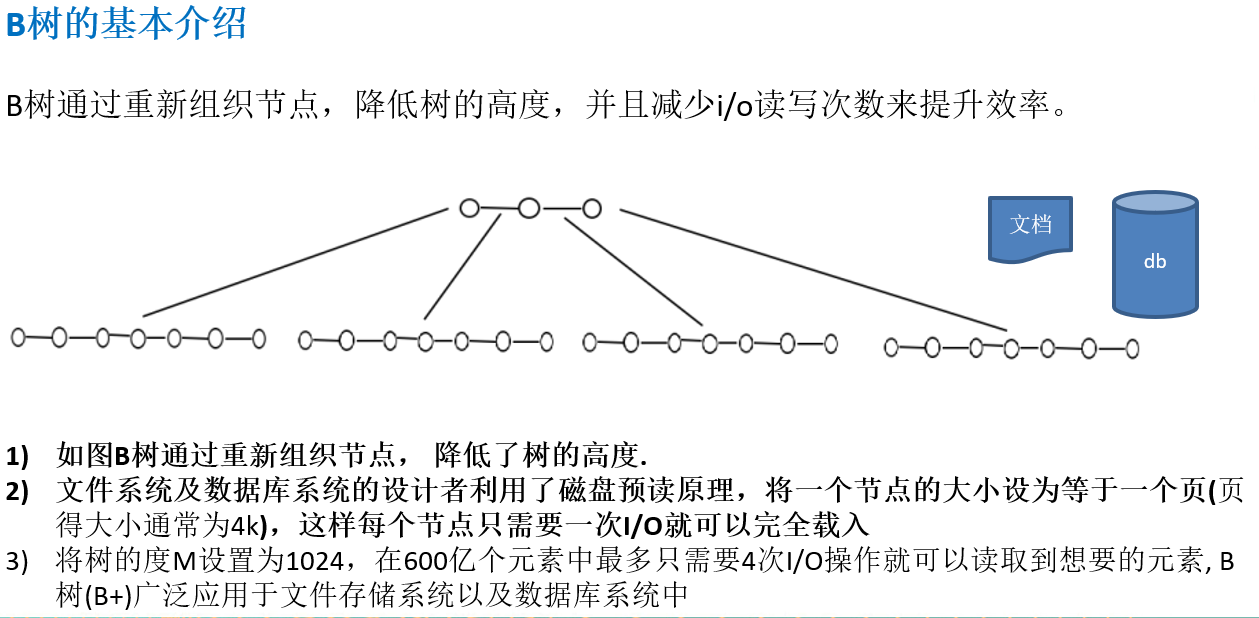 B树的基本介绍
B树通过重新组织节点，降低树的高度，并且减少i/o读写次数来提升效率。
文档
db
1) 如图B树通过重新组织节点， 降低了树的高度.
2) 文件系统及数据库系统的设计者利用了磁盘预读原理，将一个节点的大小设为等于一个页(页
得大小通常为4k)，这样每个节点只需要一次I/O就可以完全载入
3) 将树的度M设置为1024，在600亿个元素中最多只需要4次I/O操作就可以读取到想要的元素, B
树(B+)广泛应用于文件存储系统以及数据库系统中